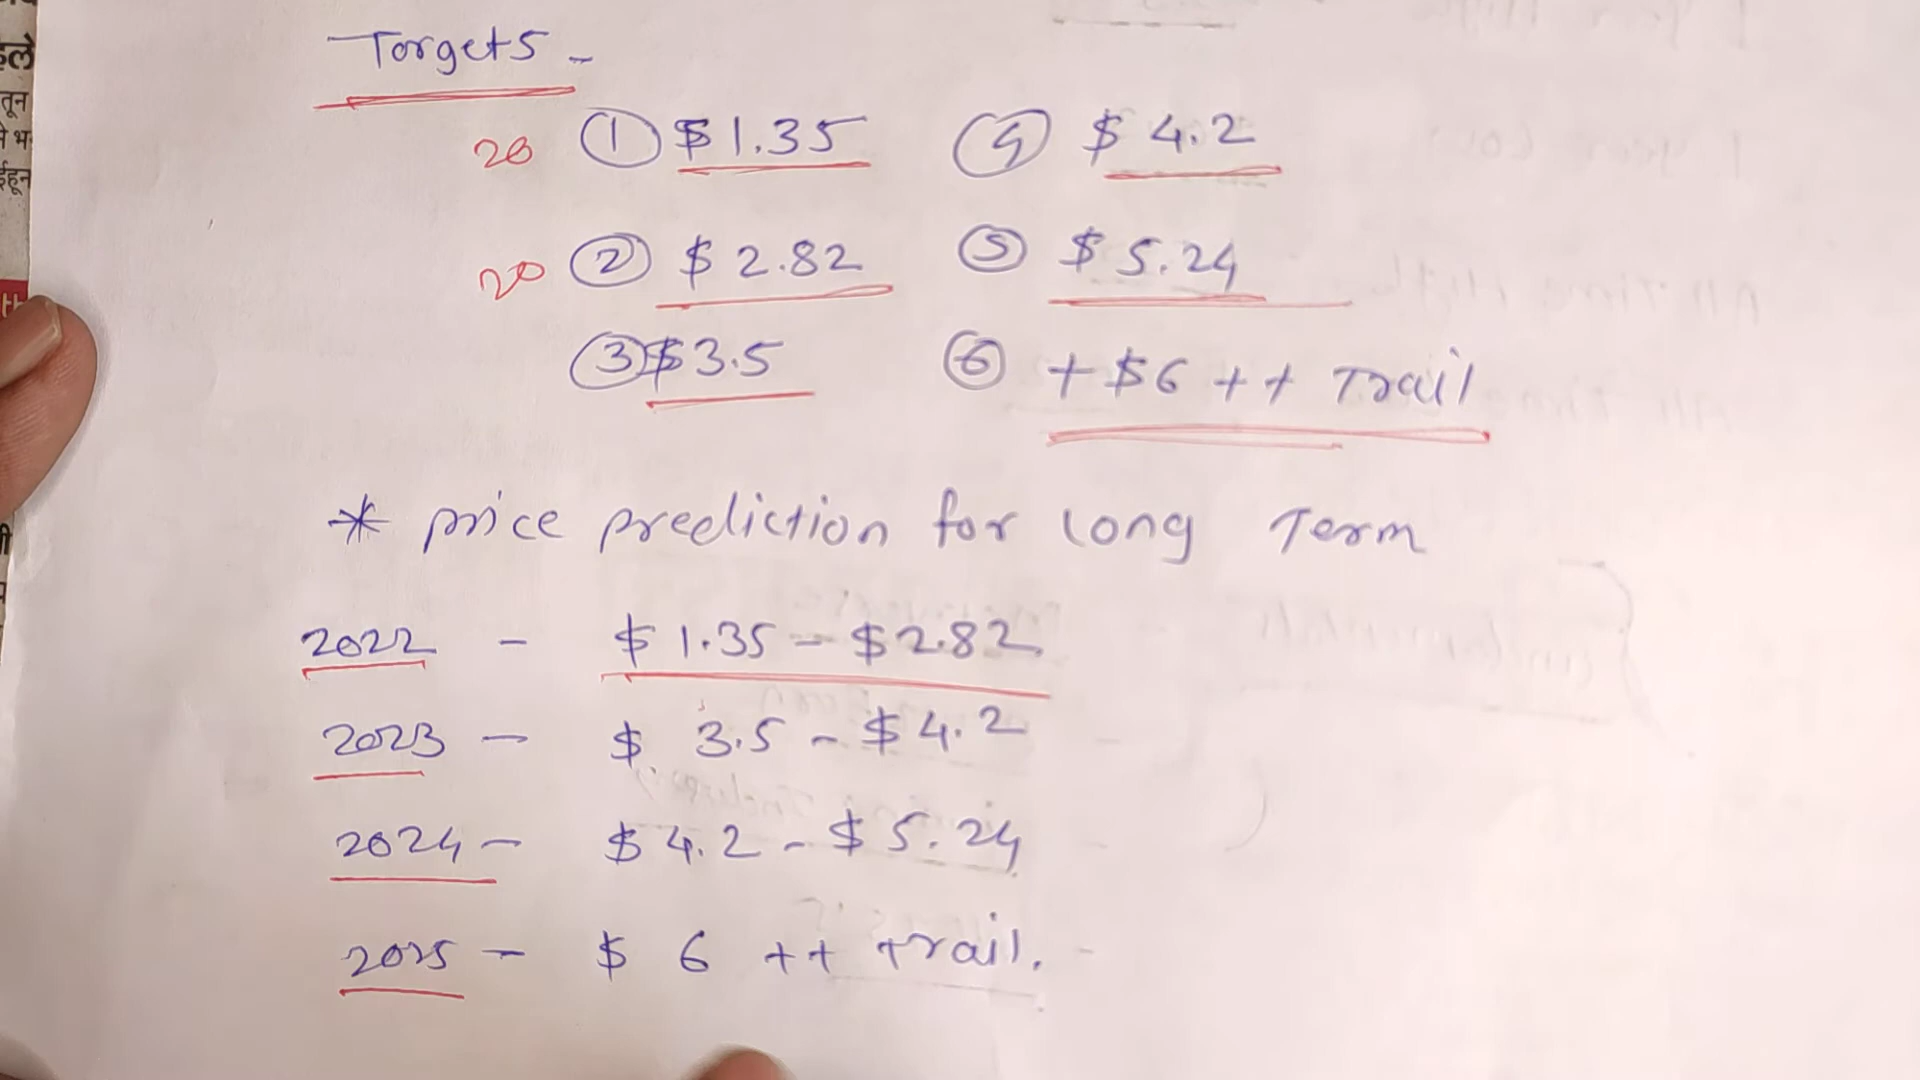 Targets -
20 ① $1.35 ④ $ 4.2
20 ② $ 2.82 ⑤ $ 5.24
③ $3.5 ⑥ + $6 ++ Trail
* price prediction for long Term
2022 - $ 1.35 - $ 2.82
2023 - $ 3.5 - $ 4.2
2024 - $ 4.2 - $ 5.24
2025 - $ 6 ++ trail.